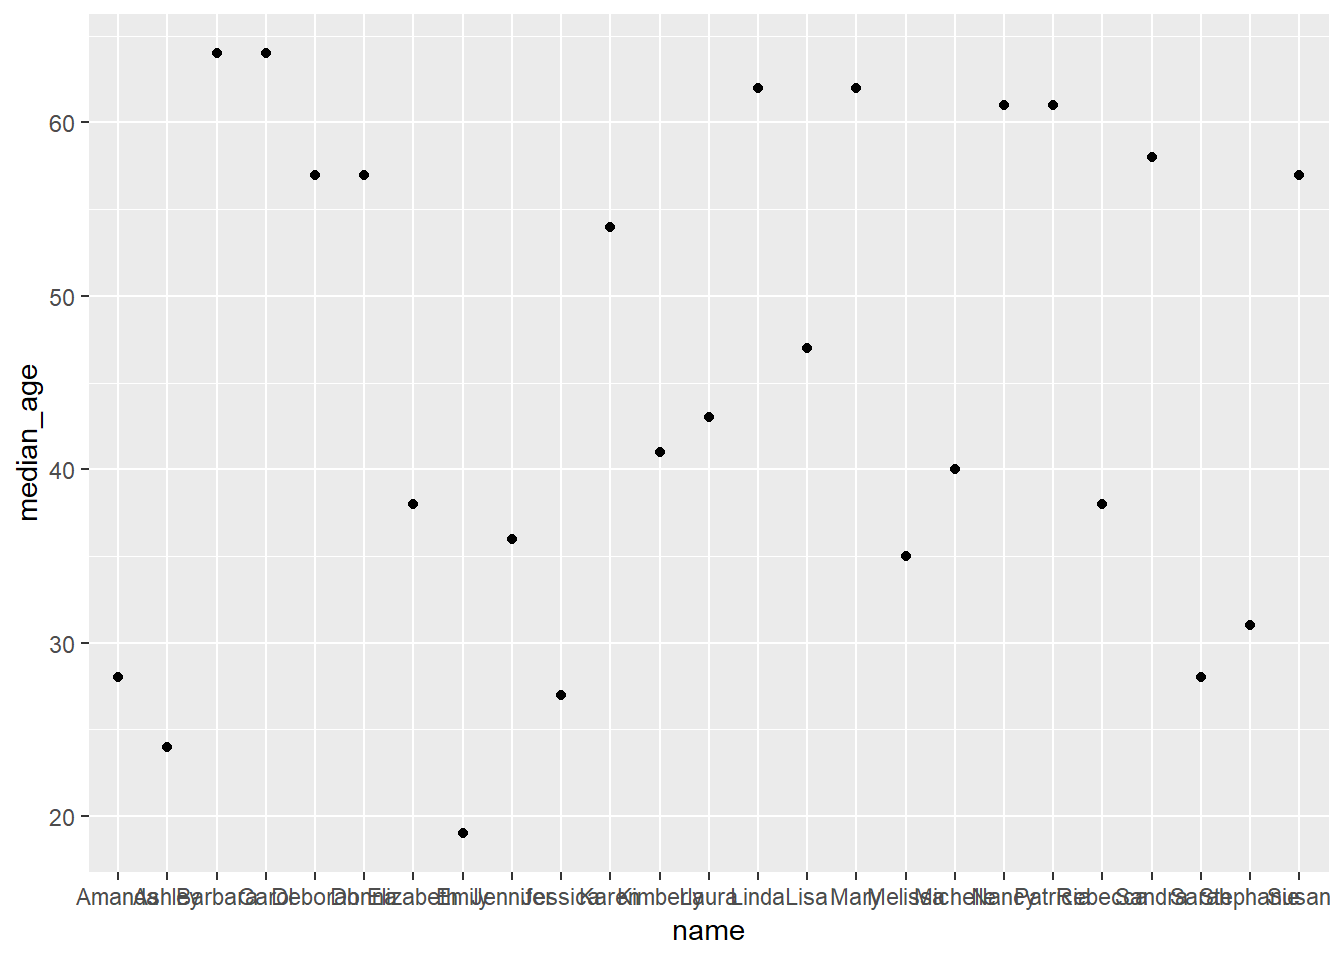 60
50
40
30
20
median_age
Amanda Ashley Barbara Carol Deborah Donna Elizabeth Emily Jennifer Jessica Karen Kimberly Laura Linda Lisa Mary Melissa Michelle Nancy Patricia Rebecca Sandra Sarah Stephanie Susan
name